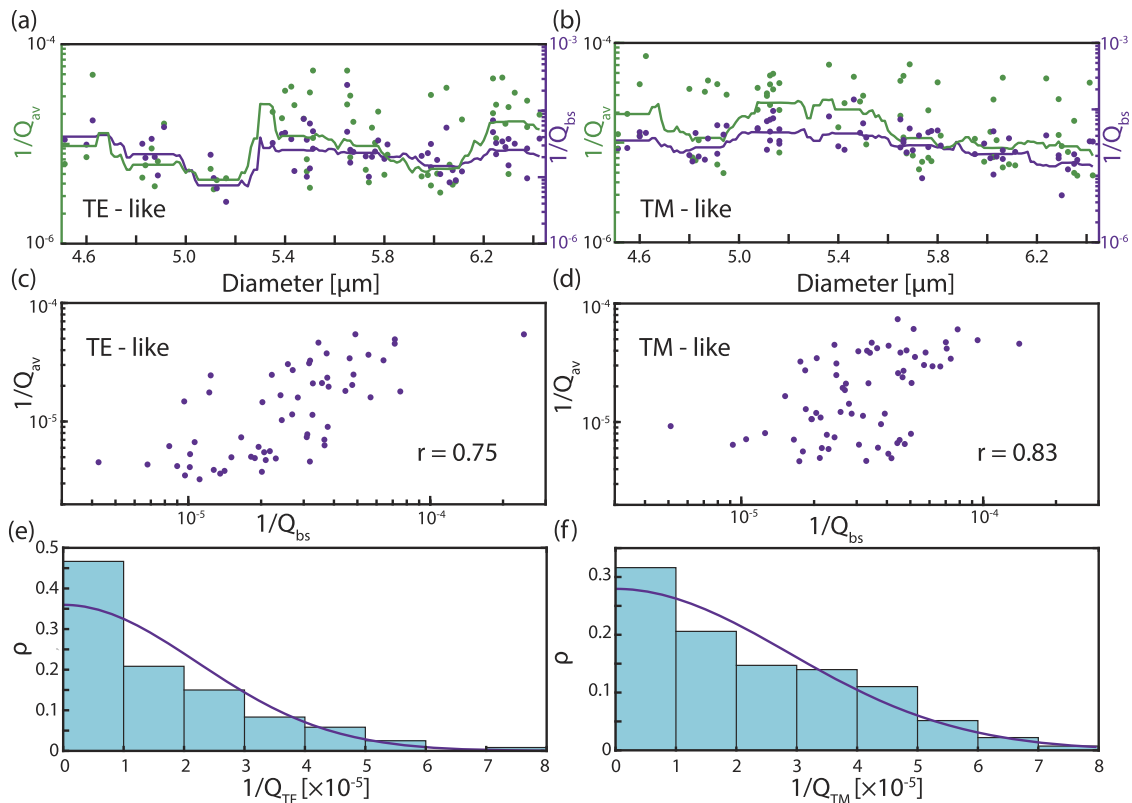 (a)
10⁻⁴
10⁻³
1/Q_av
1/Q_bs
TE - like
10⁻⁶
10⁻⁶
4.6 5.0 5.4 5.8 6.2
Diameter [µm]
(b)
10⁻⁴
10⁻³
1/Q_av
1/Q_bs
TM - like
10⁻⁶
10⁻⁶
4.6 5.0 5.4 5.8 6.2
Diameter [µm]
(c)
10⁻⁴
TE - like
1/Q_av
10⁻⁵
r = 0.75
10⁻⁵ 10⁻⁴
1/Q_bs
(d)
10⁻⁴
TM - like
1/Q_av
10⁻⁵
r = 0.83
10⁻⁵ 10⁻⁴
1/Q_bs
(e)
0.5
0.4
0.3
0.2
0.1
0
ρ
0 1 2 3 4 5 6 7 8
1/Q_TE [×10⁻⁵]
(f)
0.3
0.2
0.1
0
ρ
0 1 2 3 4 5 6 7 8
1/Q_TM [×10⁻⁵]